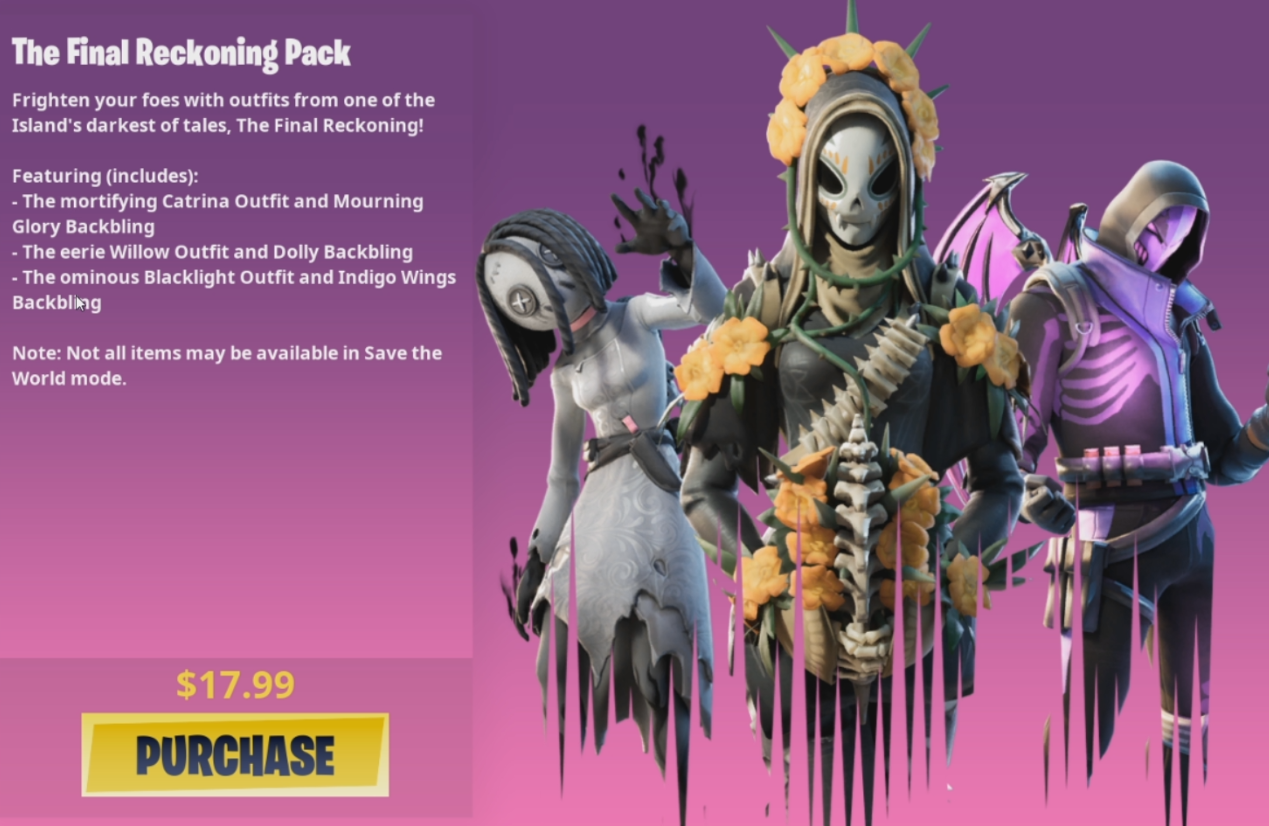 The Final Reckoning Pack
Frighten your foes with outfits from one of the
Island's darkest of tales, The Final Reckoning!
Featuring (includes):
- The mortifying Catrina Outfit and Mourning
Glory Backbling
- The eerie Willow Outfit and Dolly Backbling
- The ominous Blacklight Outfit and Indigo Wings
Backbling
Note: Not all items may be available in Save the
World mode.
$17.99
PURCHASE